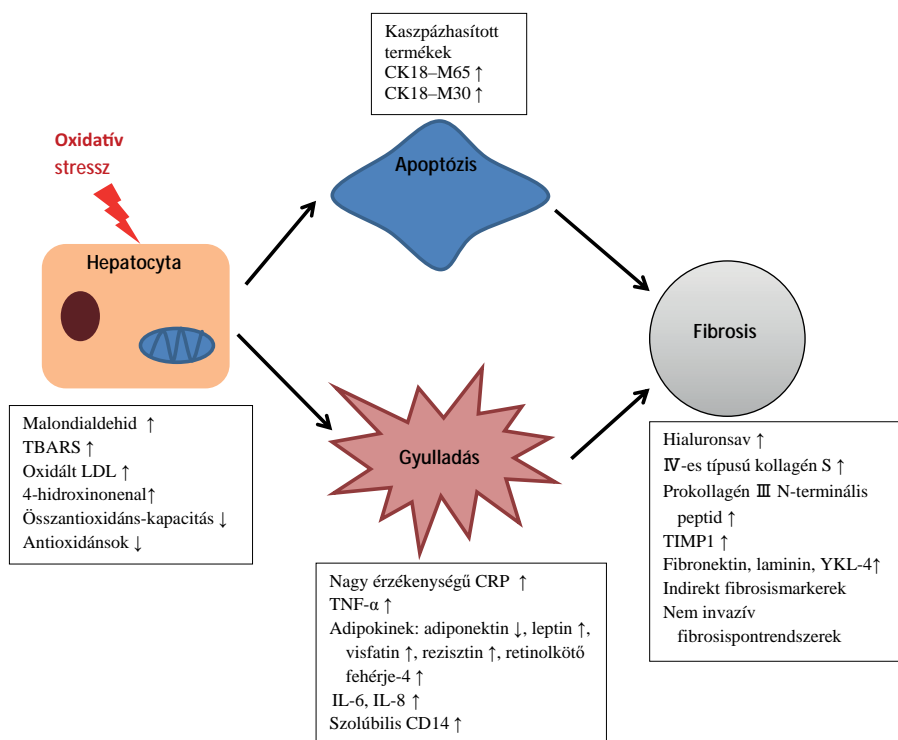 Kaszpázhasított
termékek
CK18–M65 ↑
CK18–M30 ↑
Oxidatív
stressz
Apoptózis
Hepatocyta
Fibrosis
Gyulladás
Malondialdehid ↑
TBARS ↑
Oxidált LDL ↑
4-hidroxinonenal↑
Összantioxidáns-kapacitás ↓
Antioxidánsok ↓
Nagy érzékenységű CRP ↑
TNF-α ↑
Adipokinek: adiponektin ↓, leptin ↑,
visfatin ↑, rezisztin ↑, retinolkötő
fehérje-4 ↑
IL-6, IL-8 ↑
Szolúbilis CD14 ↑
Hialuronsav ↑
Ⅳ-es típusú kollagén S ↑
Prokollagén Ⅲ N-terminális
peptid ↑
TIMP1 ↑
Fibronektin, laminin, YKL-4↑
Indirekt fibrosismarkerek
Nem invazív
fibrosispontrendszerek